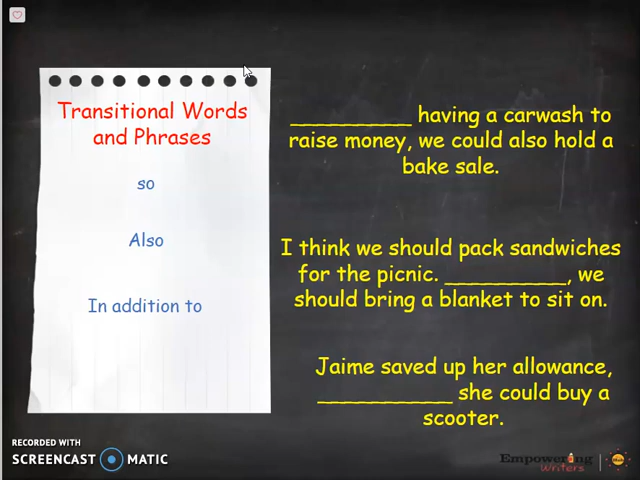 Transitional Words
and Phrases
so
Also
In addition to
_________ having a carwash to
raise money, we could also hold a
bake sale.
I think we should pack sandwiches
for the picnic. _________, we
should bring a blanket to sit on.
Jaime saved up her allowance,
__________ she could buy a
scooter.
RECORDED WITH
SCREENCAST MATIC
Empowering
Writers